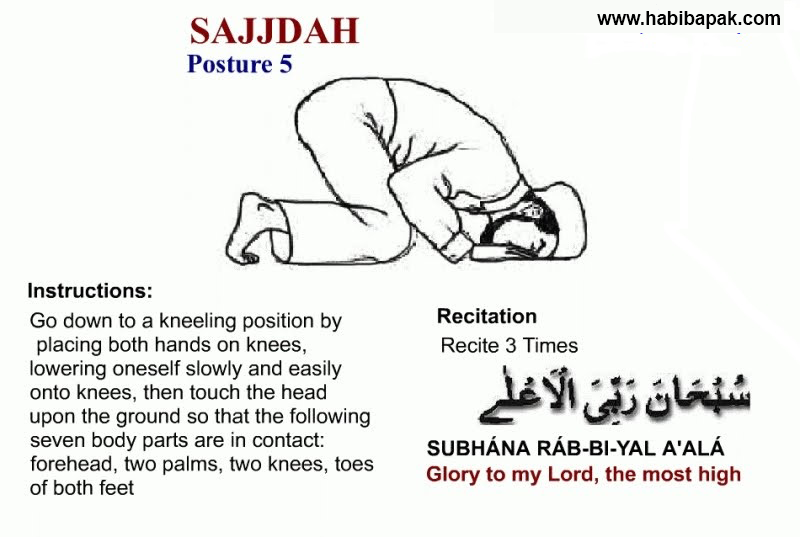 www.habibapak.com
SAJJDAH
Posture 5
Instructions:
Go down to a kneeling position by
placing both hands on knees,
lowering oneself slowly and easily
onto knees, then touch the head
upon the ground so that the following
seven body parts are in contact:
forehead, two palms, two knees, toes
of both feet
Recitation
Recite 3 Times
سُبْحَانَ رَبِّيَ الْاَعْلٰے
SUBHÁNA RÁB-BI-YAL A'ALÁ
Glory to my Lord, the most high